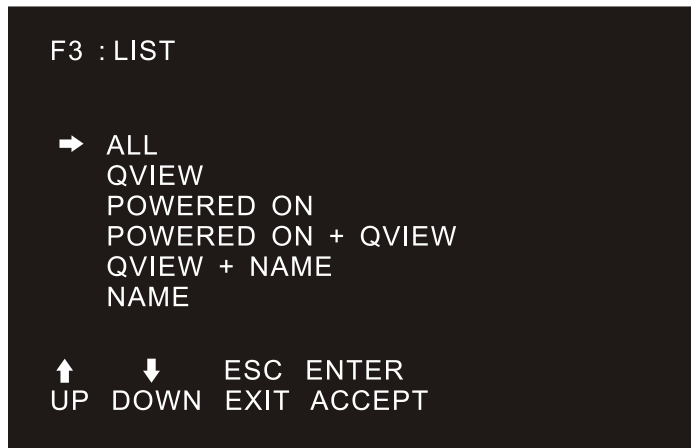 F3 : LIST
➡ ALL
QVIEW
POWERED ON
POWERED ON + QVIEW
QVIEW + NAME
NAME
⬆ ⬇ ESC ENTER
UP DOWN EXIT ACCEPT